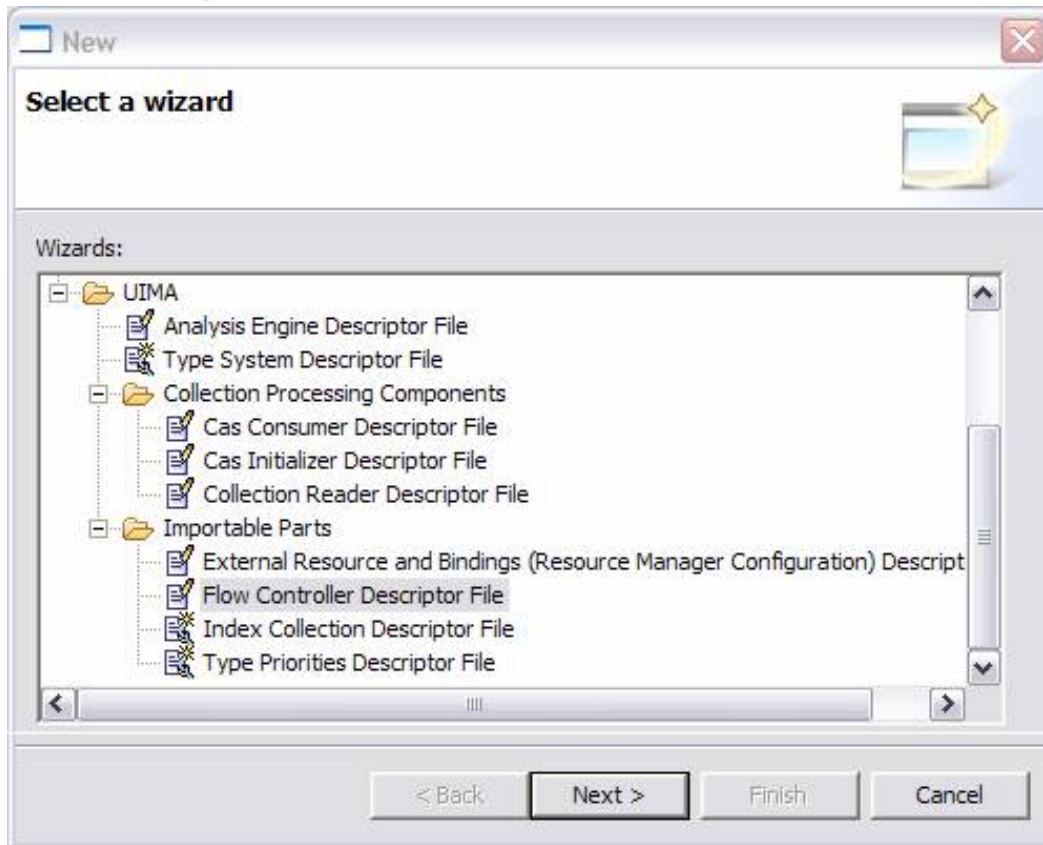 New
Select a wizard
Wizards:
UIMA
Analysis Engine Descriptor File
Type System Descriptor File
Collection Processing Components
Cas Consumer Descriptor File
Cas Initializer Descriptor File
Collection Reader Descriptor File
Importable Parts
External Resource and Bindings (Resource Manager Configuration) Descript
Flow Controller Descriptor File
Index Collection Descriptor File
Type Priorities Descriptor File
< Back Next > Finish Cancel